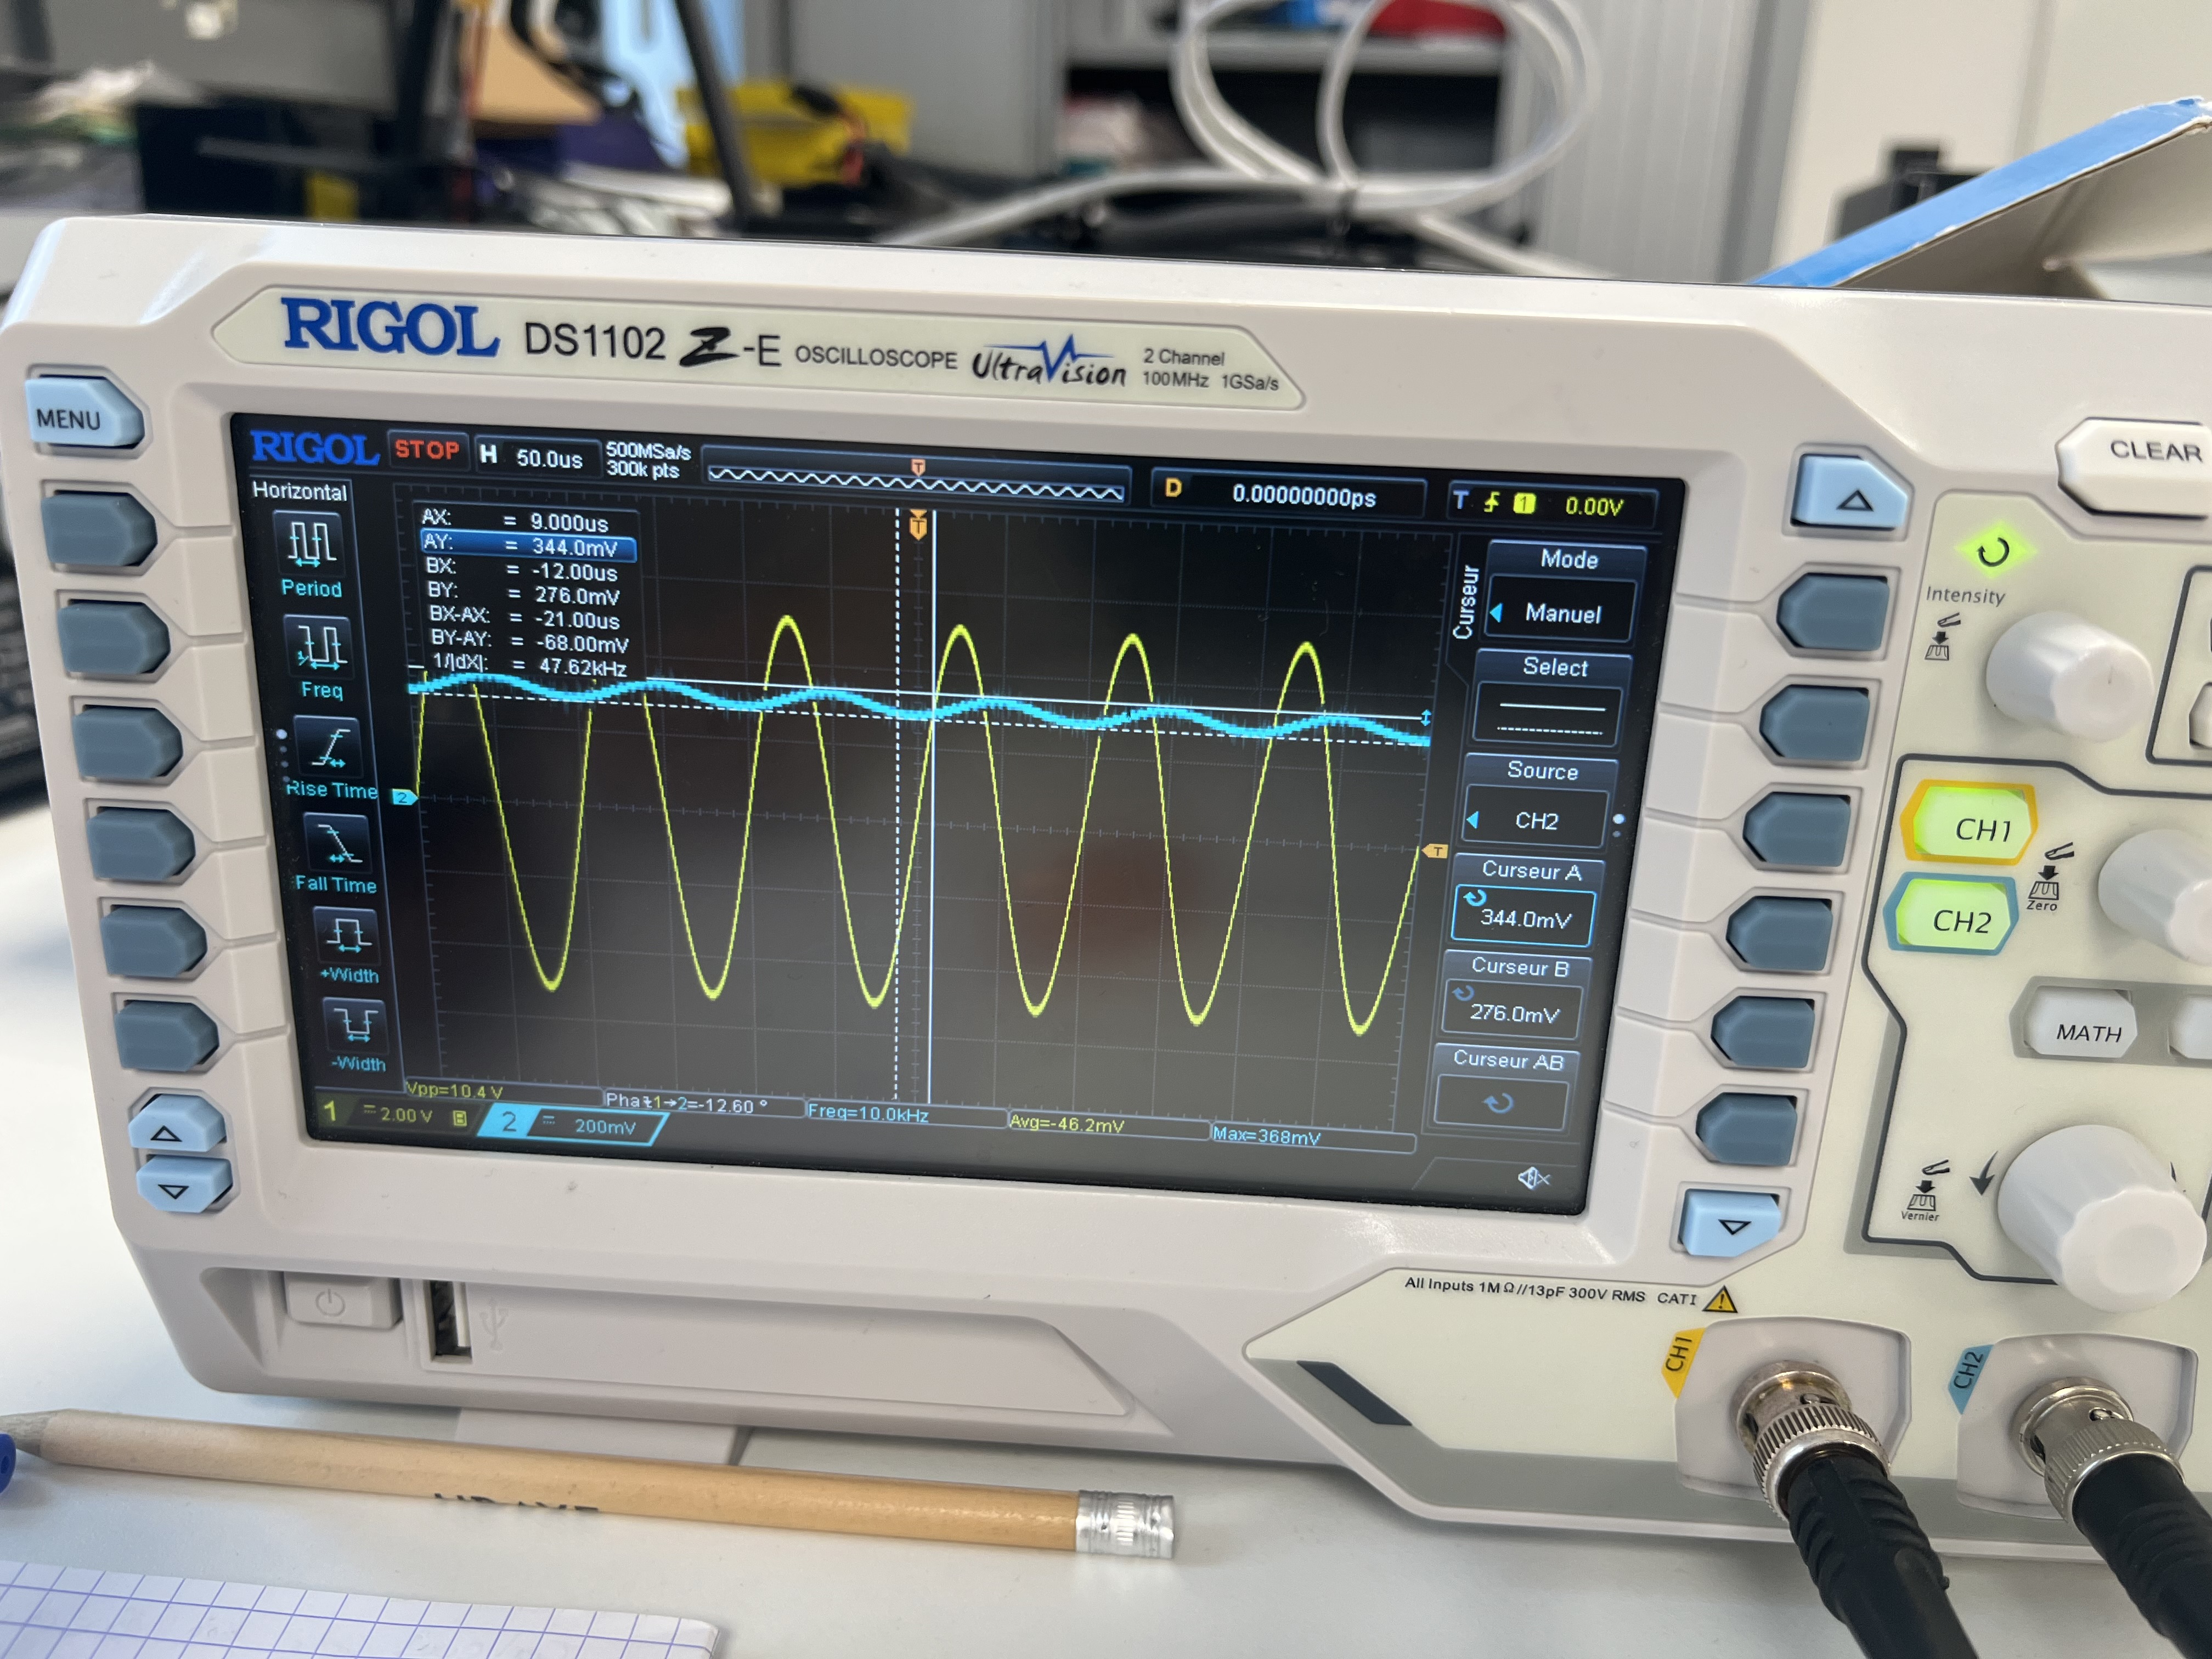 RIGOL DS1102 Z-E OSCILLOSCOPE UltraVision 2 Channel
100MHz 1GSa/s
MENU
CLEAR
RIGOL STOP H 50.0us 500MSa/s
300k pts
T
D 0.00000000ps
T 1 0.00V
Horizontal
Period
Freq
Rise Time
Fall Time
+Width
-Width
AX: = 9.000us
AY: = 344.0mV
BX: = -12.00us
BY: = 276.0mV
BX-AX: = -21.00us
BY-AY: = -68.00mV
1/|dX|: = 47.62kHz
T
2
T
Curseur
Mode
Manuel
Select
Source
CH2
Curseur A
344.0mV
Curseur B
276.0mV
Curseur AB
Vpp=10.4 V
Pha1→2=-12.60 °
Freq=10.0kHz
Avg=-46.2mV
Max=368mV
1 2.00 V B
2 200mV
Intensity
CH1
CH2
Zero
MATH
Vernier
All Inputs 1MΩ//13pF 300V RMS CATI
CH1
CH2